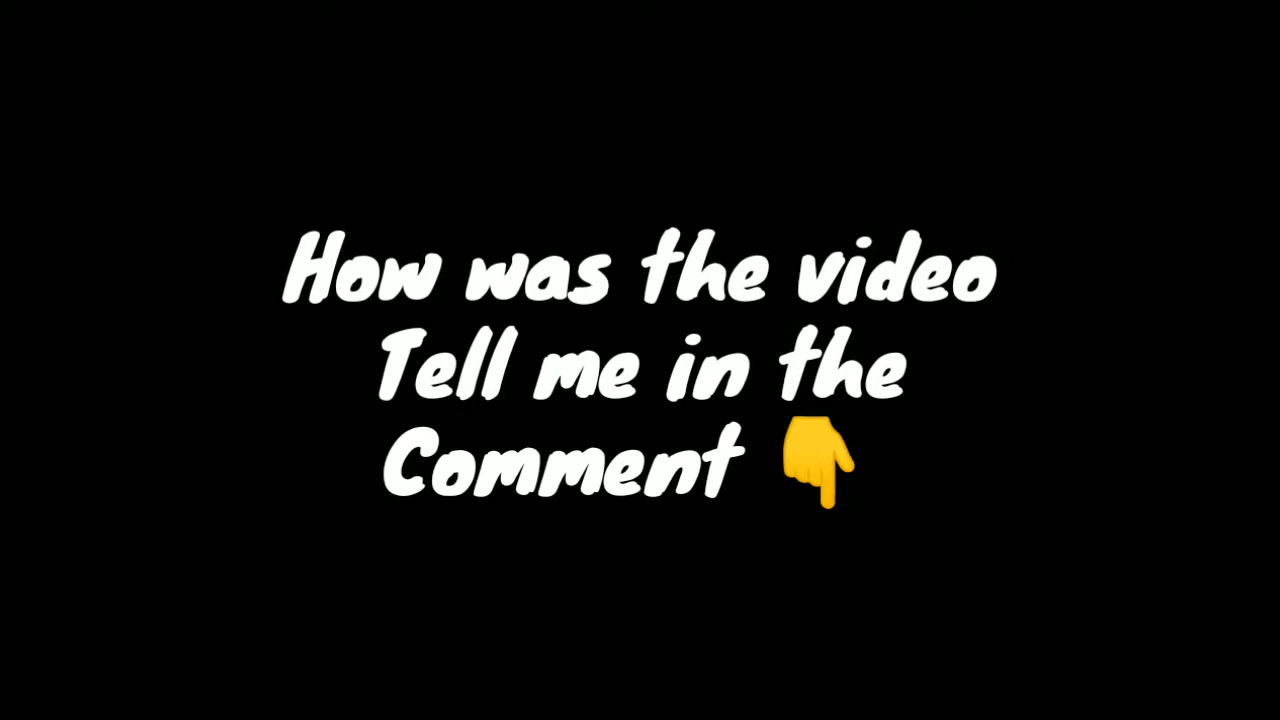 How was the video
Tell me in the
Comment 👇